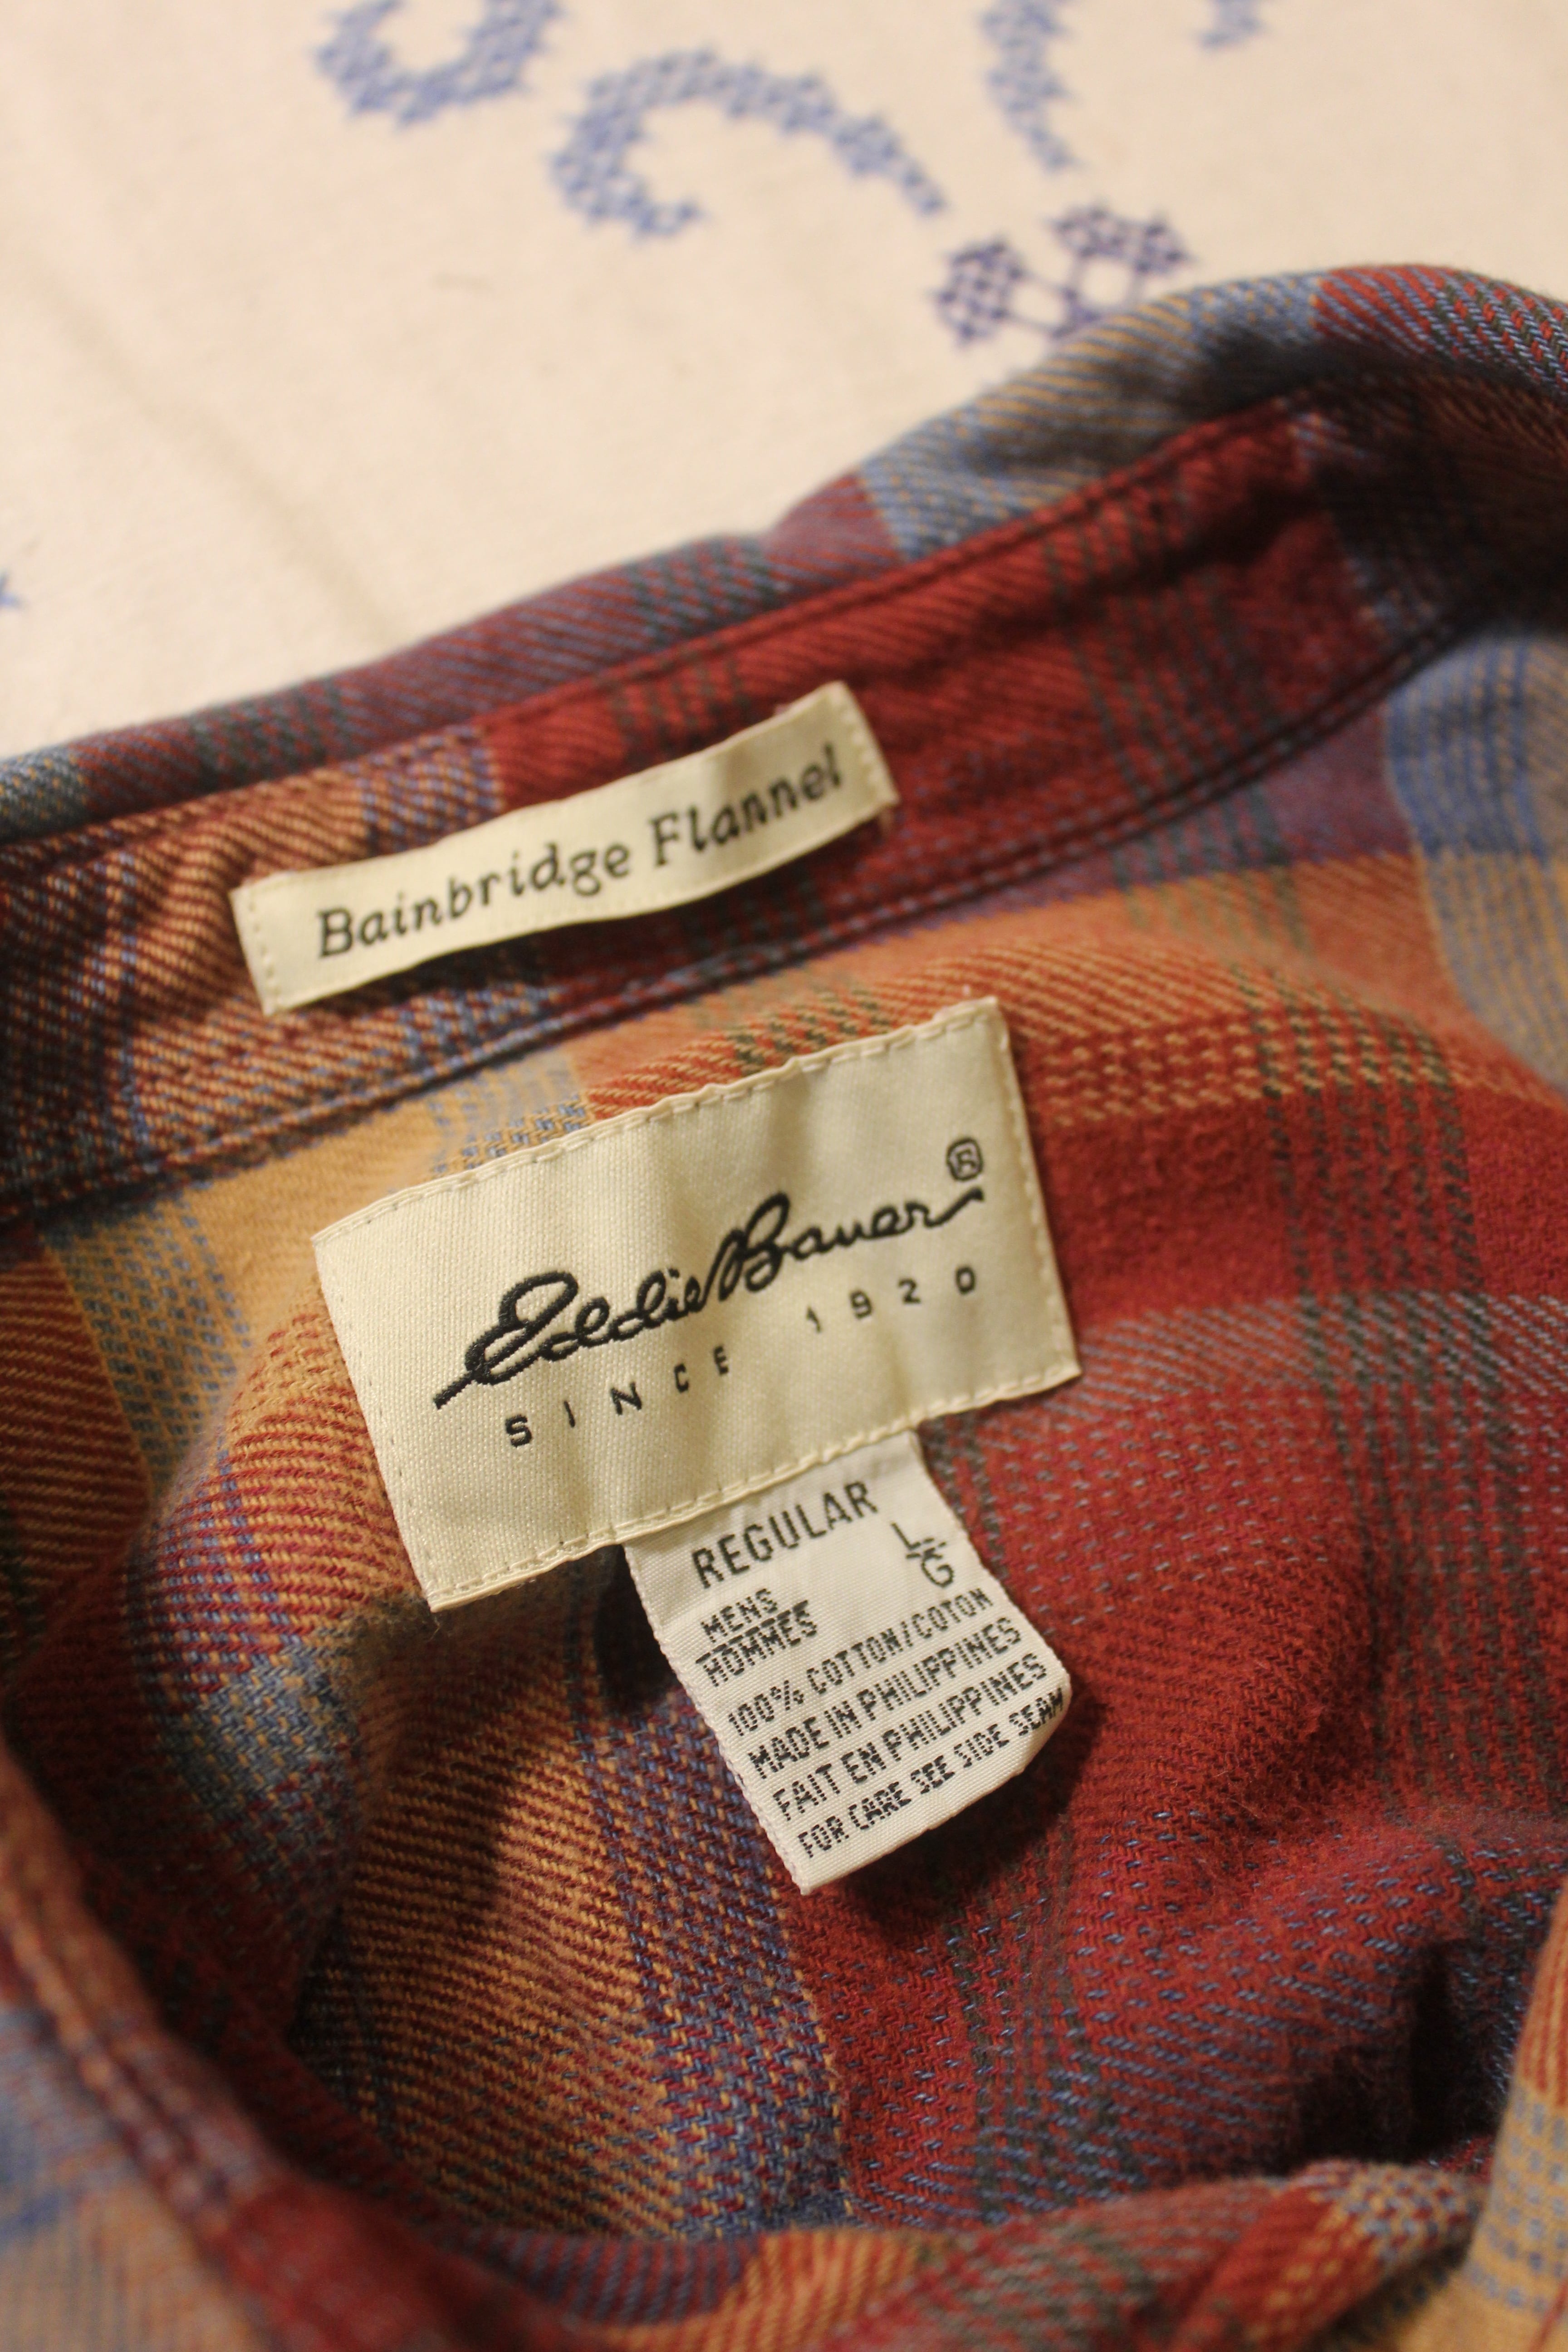 Bainbridge Flannel
Eddie Bauer®
SINCE 1920
REGULAR
L/G
MENS
HOMMES
100% COTTON/COTON
MADE IN PHILIPPINES
FAIT EN PHILIPPINES
FOR CARE SEE SIDE SEAM